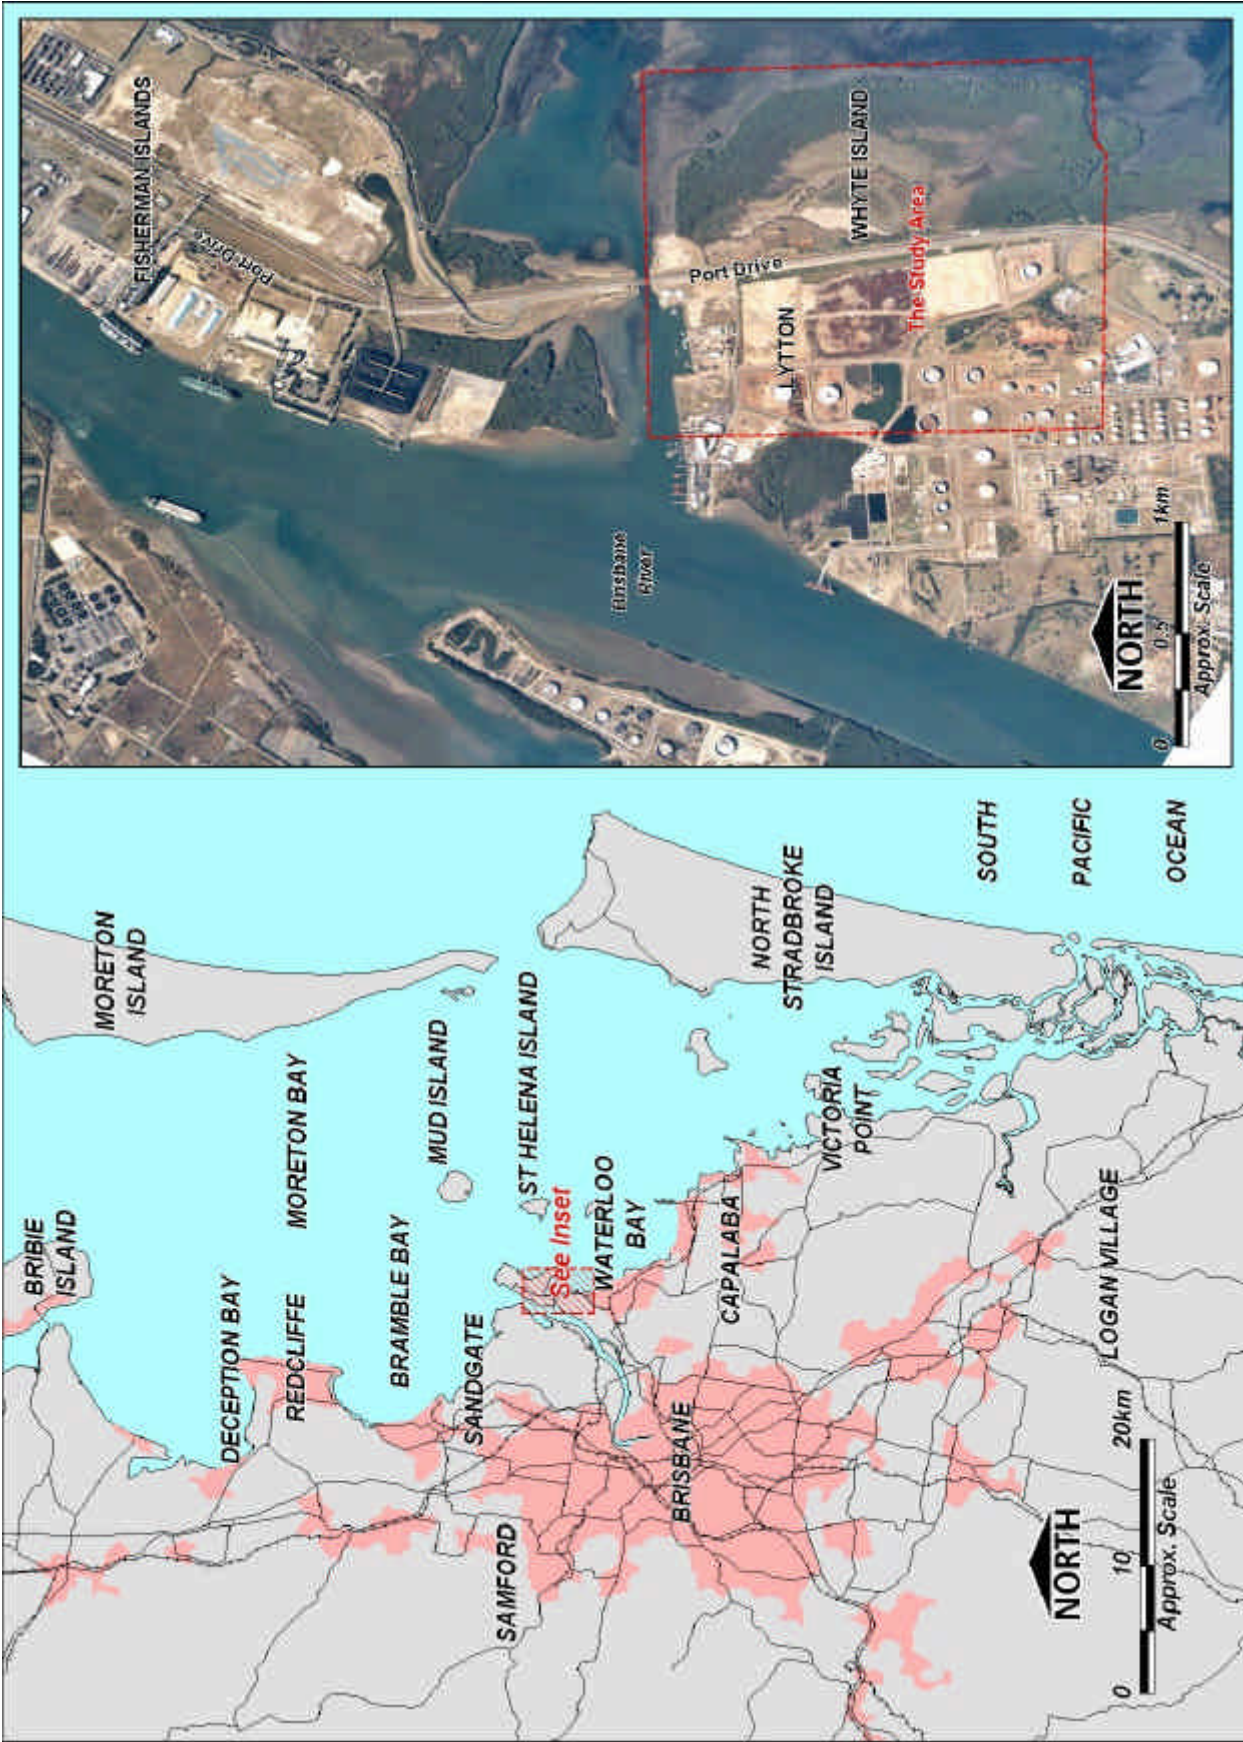 BRIBIE
ISLAND
MORETON
ISLAND
DECEPTION BAY
REDCLIFFE
MORETON BAY
BRAMBLE BAY
MUD ISLAND
SANDGATE
ST HELENA ISLAND
See Inset
SAMFORD
WATERLOO
BAY
BRISBANE
CAPALABA
NORTH
STRADBROKE
ISLAND
VICTORIA
POINT
SOUTH
PACIFIC
OCEAN
LOGAN VILLAGE
NORTH
0 10 20km
Approx. Scale
FISHERMAN ISLANDS
Port Drive
Brisbane
River
Port Drive
LYTTON
WHYTE ISLAND
The Study Area
NORTH
0 0.5 1km
Approx. Scale